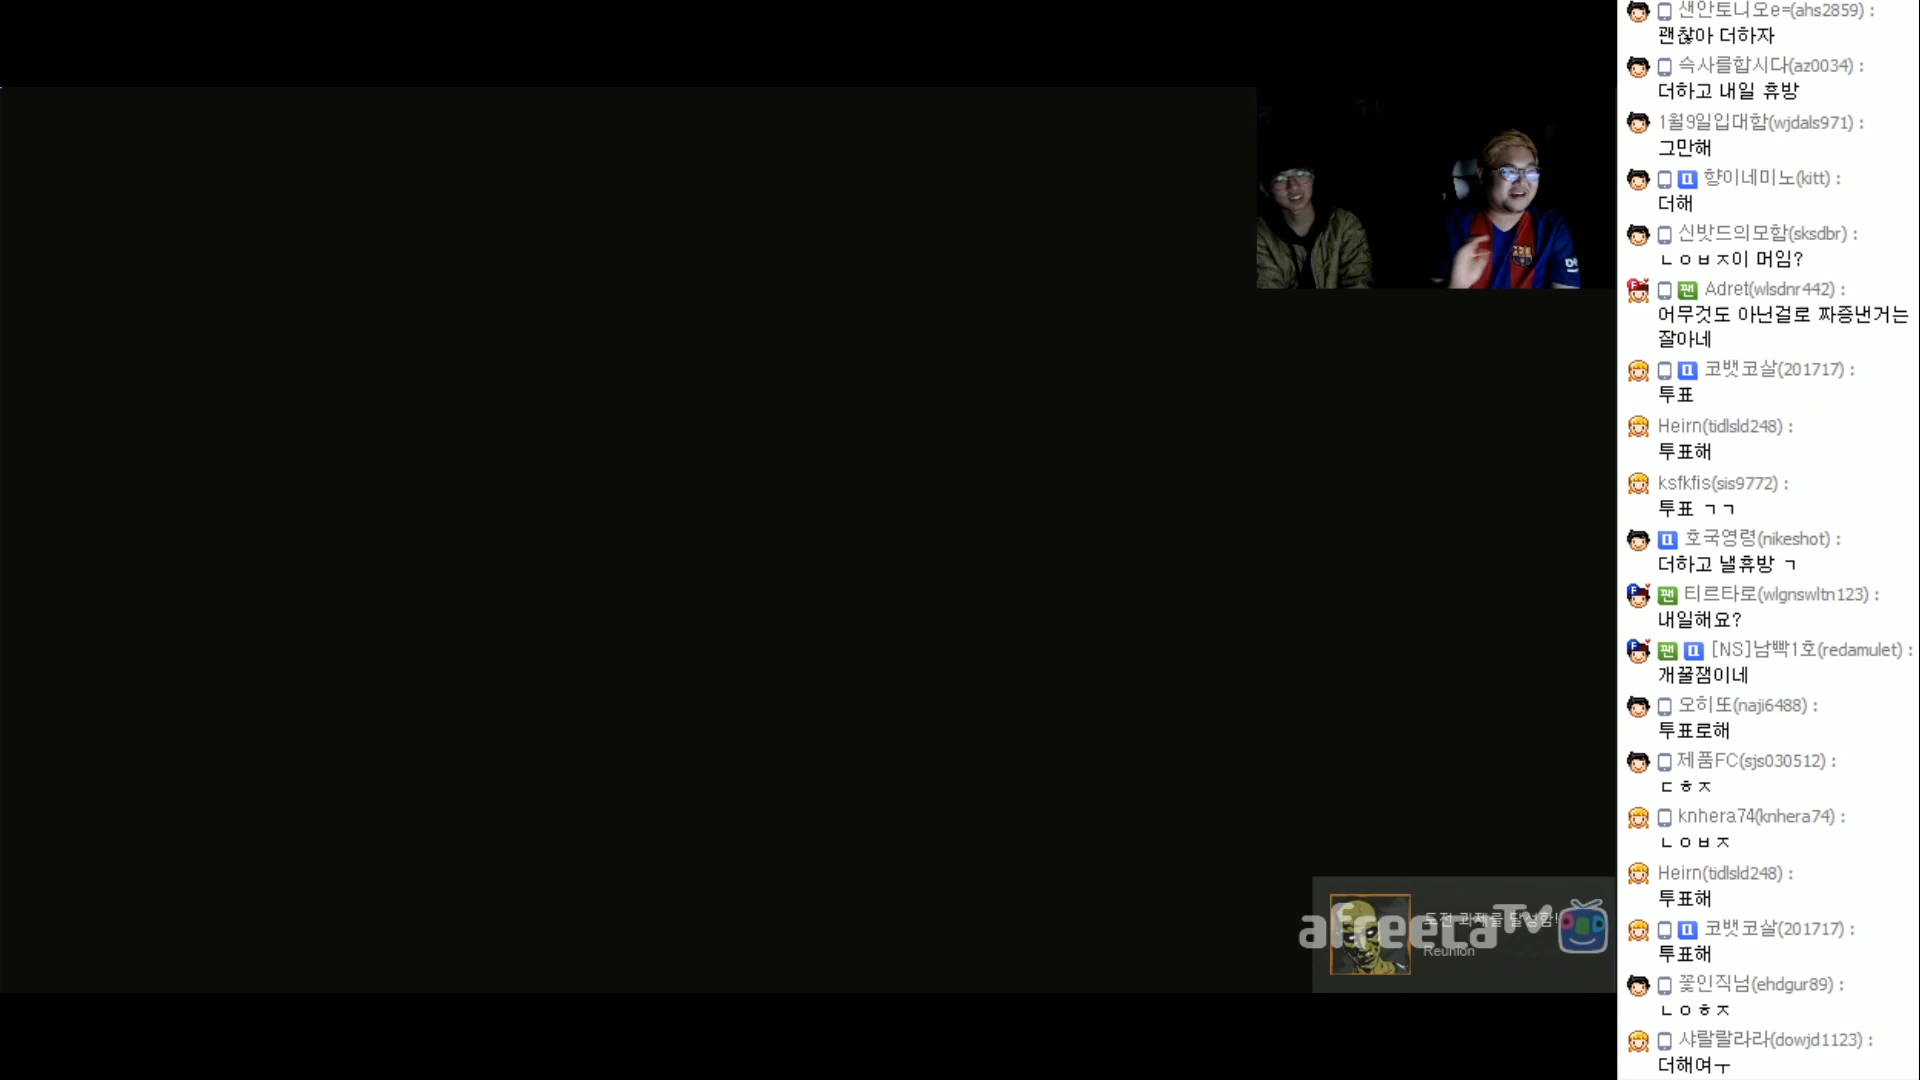 도전 과제를 달성함!
Reunion
afreecaTV
샌안토니오e=(ahs2859) :
괜찮아 더하자
슥사를합시다(az0034) :
더하고 내일 휴방
1월9일입대함(wjdals971) :
그만해
향이네미노(kitt) :
더해
신밧드의모함(sksdbr) :
ㄴㅇㅂㅈ이 머임?
팬 Adret(wlsdnr442) :
어무것도 아닌걸로 짜증낸거는
잘아네
코뱃코살(201717) :
투표
Heirn(tidlsld248) :
투표해
ksfkfis(sis9772) :
투표 ㄱㄱ
호국영령(nikeshot) :
더하고 낼휴방 ㄱ
팬 티르타로(wlgnswltn123) :
내일해요?
팬 [NS]남빡1호(redamulet) :
개꿀잼이네
오히또(naji6488) :
투표로해
제품FC(sjs030512) :
ㄷㅎㅈ
knhera74(knhera74) :
ㄴㅇㅂㅈ
Heirn(tidlsld248) :
투표해
코뱃코살(201717) :
투표해
꽃인직님(ehdgur89) :
ㄴㅇㅎㅈ
샤랄랄라라(dowjd1123) :
더해여ㅜ